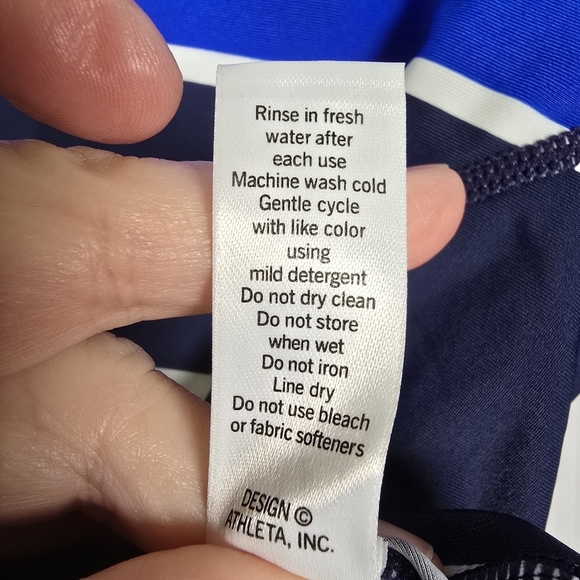 Rinse in fresh
water after
each use
Machine wash cold
Gentle cycle
with like color
using
mild detergent
Do not dry clean
Do not store
when wet
Do not iron
Line dry
Do not use bleach
or fabric softeners
DESIGN ©
ATHLETA, INC.